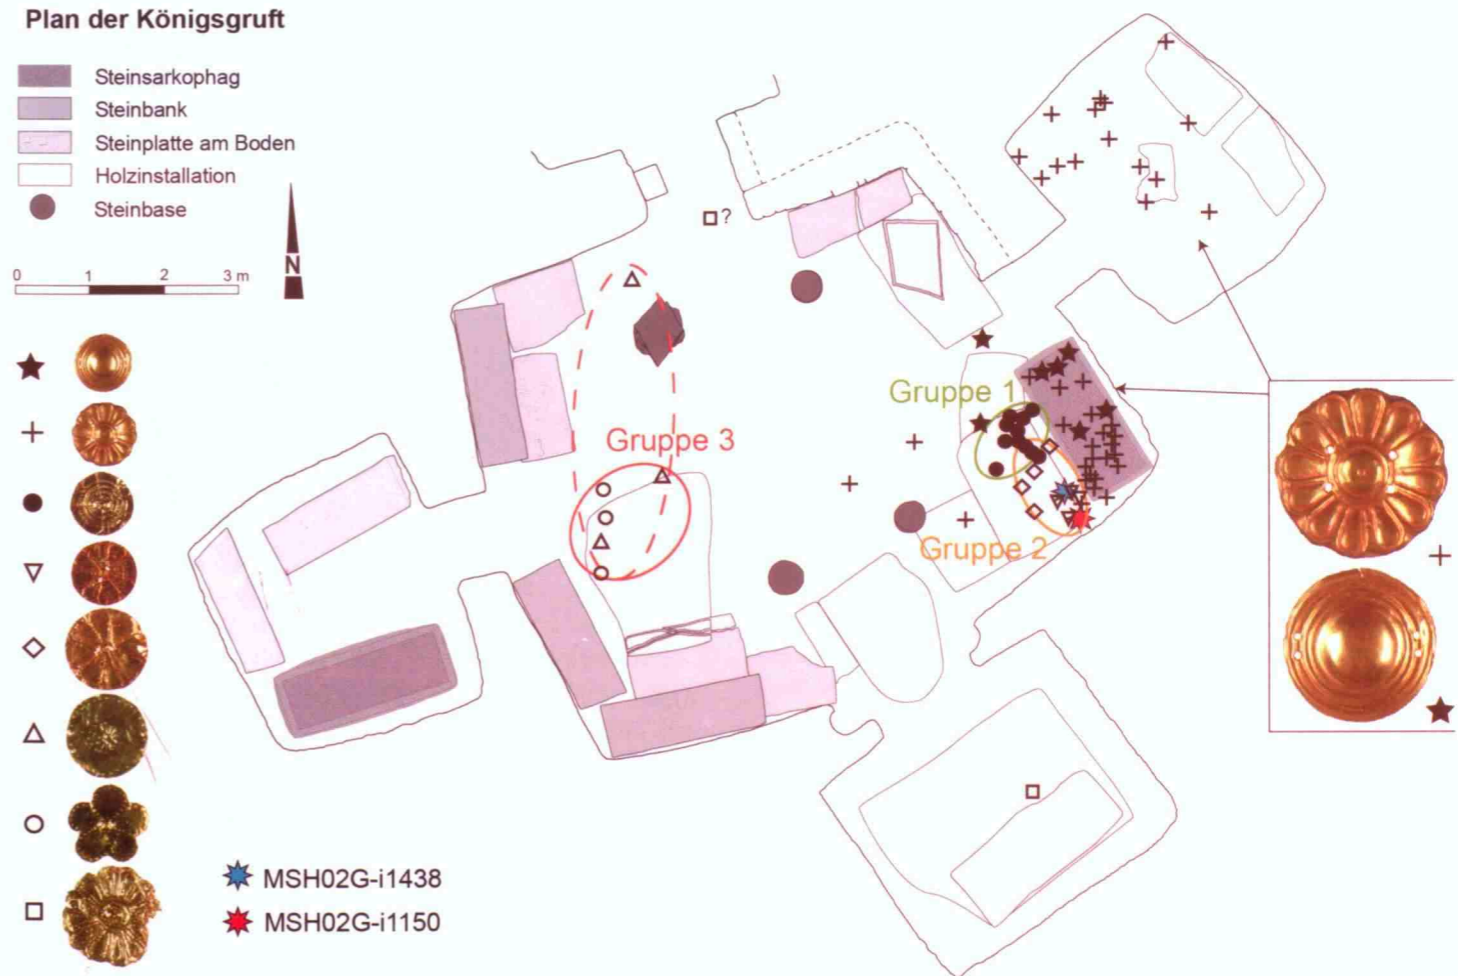 Plan der Königsgruft
Steinsarkophag
Steinbank
Steinplatte am Boden
Holzinstallation
Steinbase
0 1 2 3 m
N
?
Gruppe 1
Gruppe 3
Gruppe 2
MSH02G-i1438
MSH02G-i1150